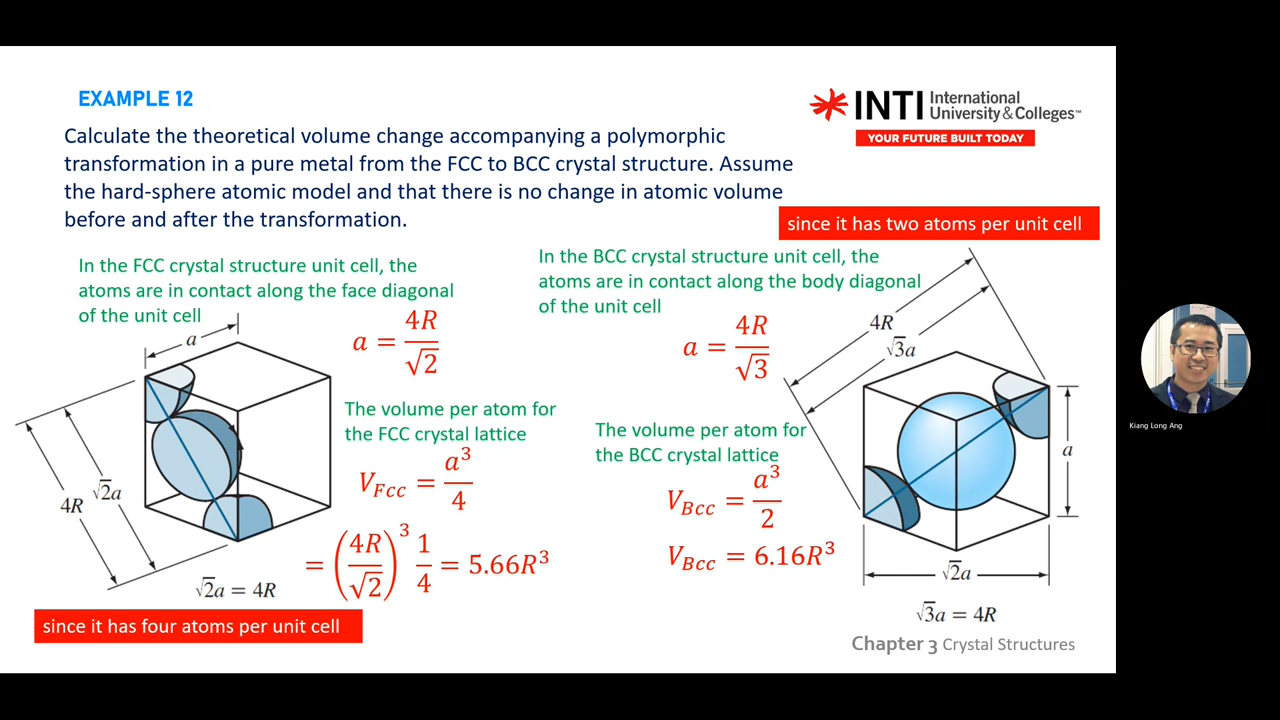 EXAMPLE 12
INTI International
University & Colleges™
YOUR FUTURE BUILT TODAY
Calculate the theoretical volume change accompanying a polymorphic
transformation in a pure metal from the FCC to BCC crystal structure. Assume
the hard-sphere atomic model and that there is no change in atomic volume
before and after the transformation.
since it has two atoms per unit cell
In the FCC crystal structure unit cell, the
atoms are in contact along the face diagonal
of the unit cell
a = 4R/√2
a
4R
√2a
√2a = 4R
The volume per atom for
the FCC crystal lattice
V_Fcc = a³/4
= (4R/√2)³ 1/4 = 5.66R³
since it has four atoms per unit cell
In the BCC crystal structure unit cell, the
atoms are in contact along the body diagonal
of the unit cell
a = 4R/√3
The volume per atom for
the BCC crystal lattice
V_Bcc = a³/2
V_Bcc = 6.16R³
4R
√3a
a
√2a
√3a = 4R
Chapter 3 Crystal Structures
Kiang Long Ang